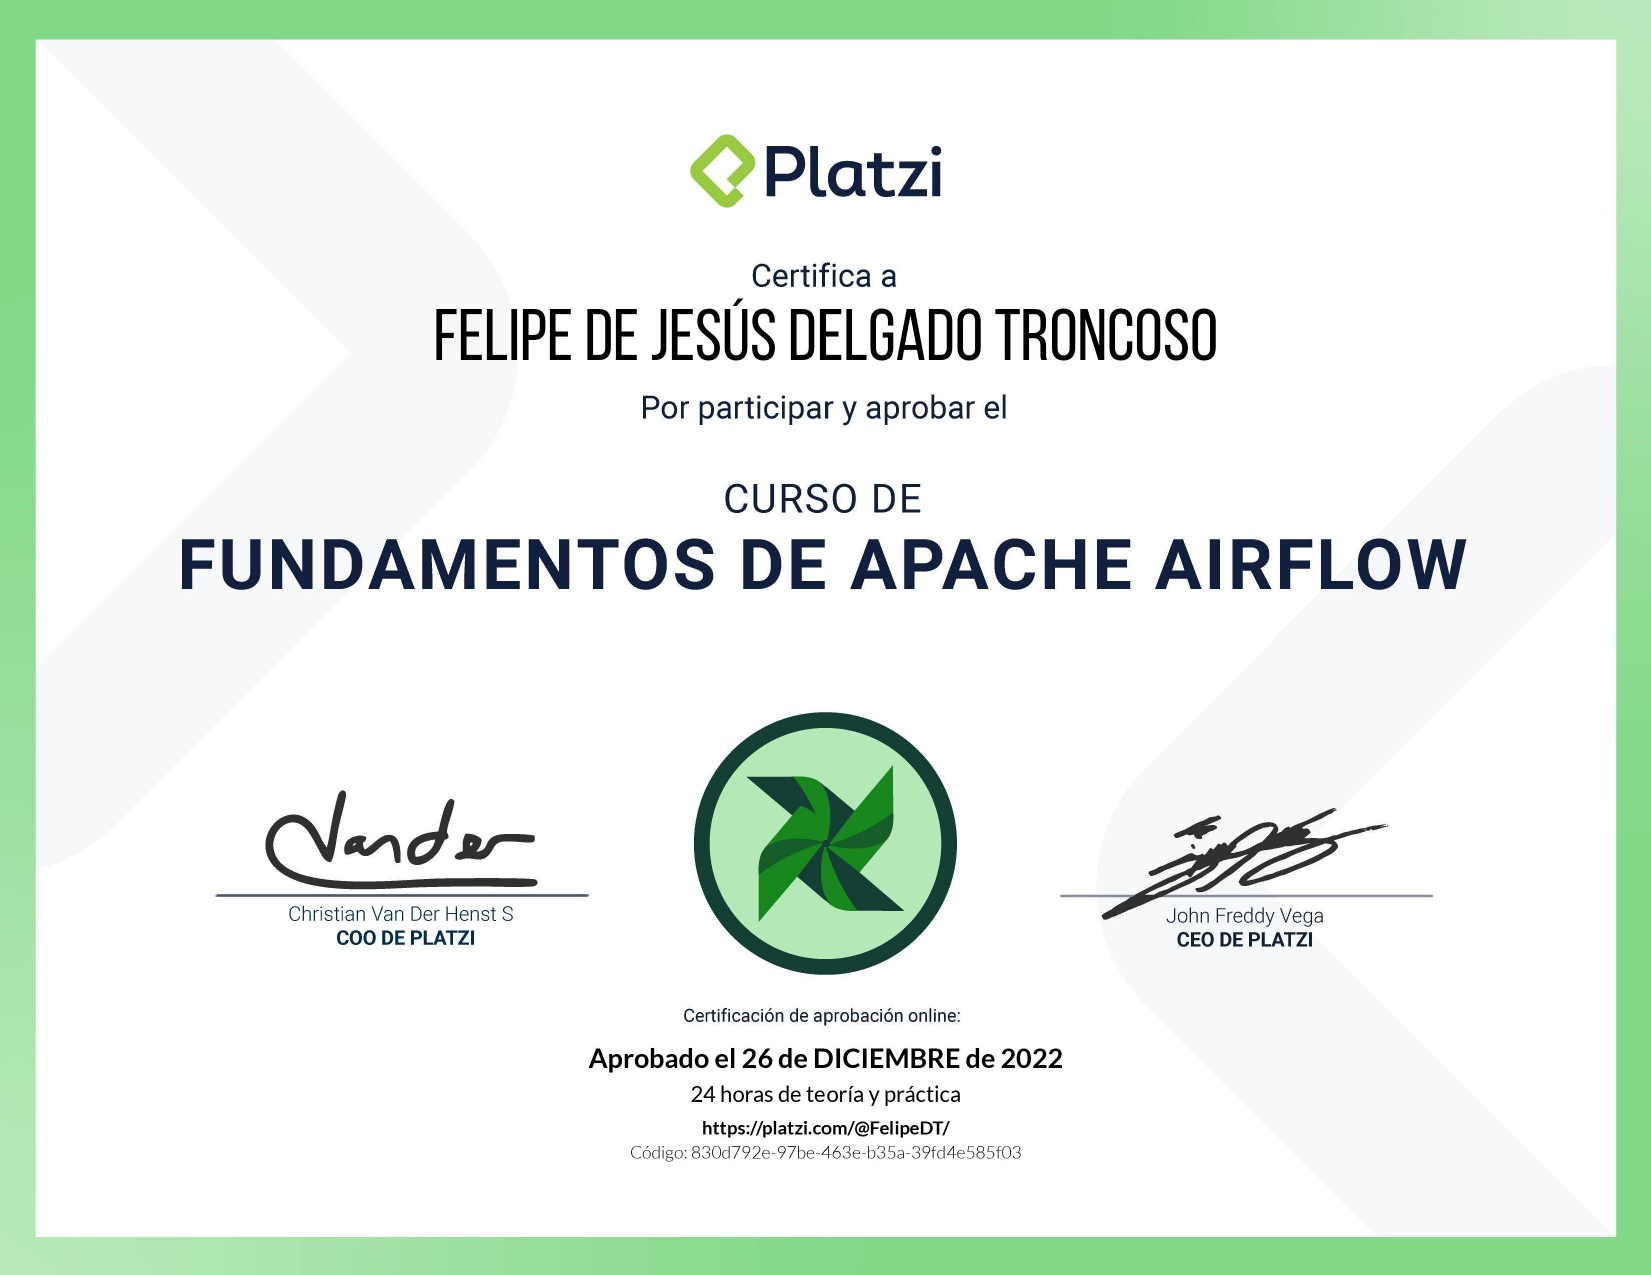 Platzi
Certifica a
FELIPE DE JESÚS DELGADO TRONCOSO
Por participar y aprobar el
CURSO DE
FUNDAMENTOS DE APACHE AIRFLOW
Vander
Christian Van Der Henst S
COO DE PLATZI
John Freddy Vega
CEO DE PLATZI
Certificación de aprobación online:
Aprobado el 26 de DICIEMBRE de 2022
24 horas de teoría y práctica
https://platzi.com/@FelipeDT/
Código: 830d792e-97be-463e-b35a-39fd4e585f03